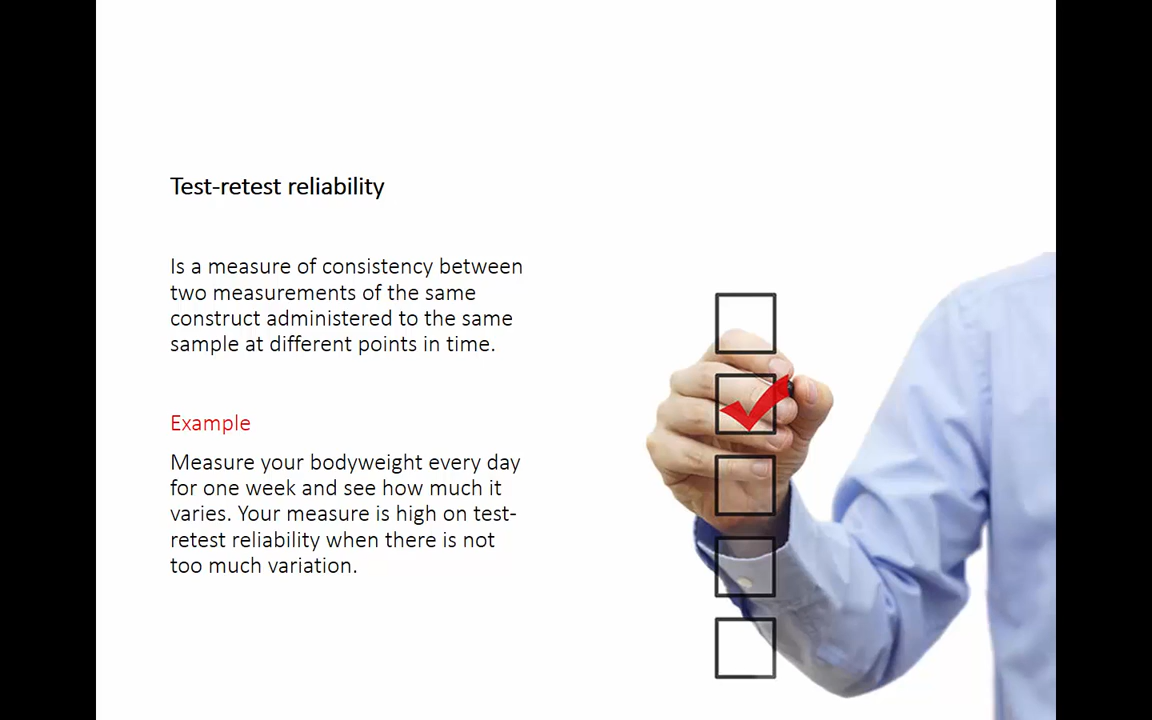 Test-retest reliability
Is a measure of consistency between
two measurements of the same
construct administered to the same
sample at different points in time.
Example
Measure your bodyweight every day
for one week and see how much it
varies. Your measure is high on test-
retest reliability when there is not
too much variation.